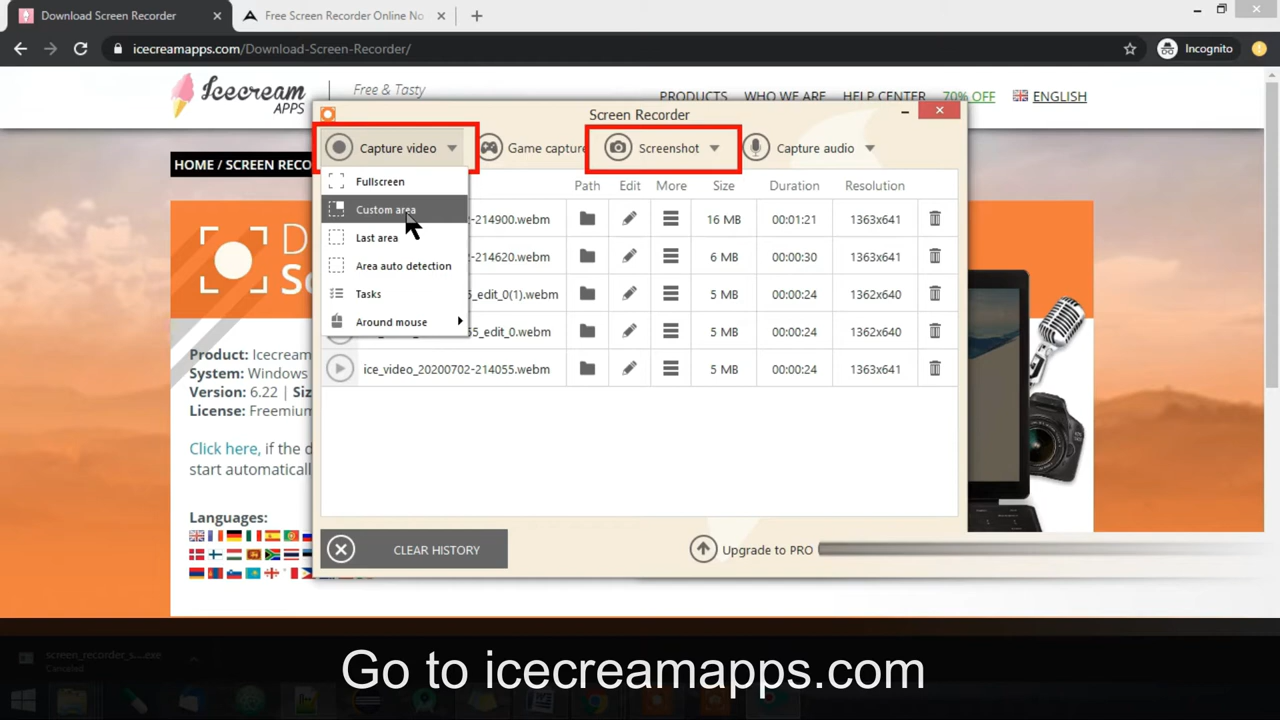 Download Screen Recorder
Free Screen Recorder Online No
icecreamapps.com/Download-Screen-Recorder/
Incognito
Icecream
APPS
Free & Tasty
PRODUCTS WHO WE ARE HELP CENTER 70% OFF ENGLISH
Screen Recorder
Capture video
Game capture
Screenshot
Capture audio
HOME / SCREEN RECO
Fullscreen
Custom area
Last area
Area auto detection
Tasks
Around mouse
Path Edit More Size Duration Resolution
-214900.webm 16 MB 00:01:21 1363x641
-214620.webm 6 MB 00:00:30 1363x641
5_edit_0(1).webm 5 MB 00:00:24 1362x640
55_edit_0.webm 5 MB 00:00:24 1362x640
ice_video_20200702-214055.webm 5 MB 00:00:24 1363x641
D
Sc
Product: Icecream
System: Windows
Version: 6.22 | Siz
License: Freemium
Click here, if the d
start automaticall
Languages:
CLEAR HISTORY
Upgrade to PRO
screen_recorder_s....exe
Canceled
Go to icecreamapps.com